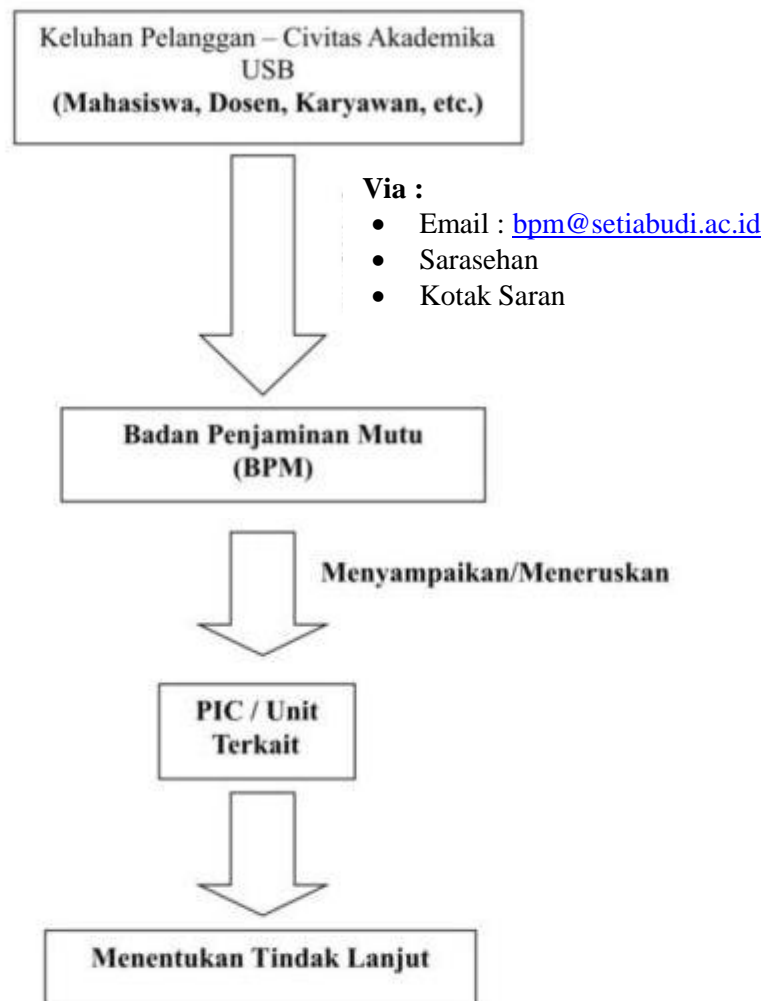 Keluhan Pelanggan – Civitas Akademika
USB
(Mahasiswa, Dosen, Karyawan, etc.)
Via :
• Email : bpm@setiabudi.ac.id
• Sarasehan
• Kotak Saran
Badan Penjaminan Mutu
(BPM)
Menyampaikan/Meneruskan
PIC / Unit
Terkait
Menentukan Tindak Lanjut